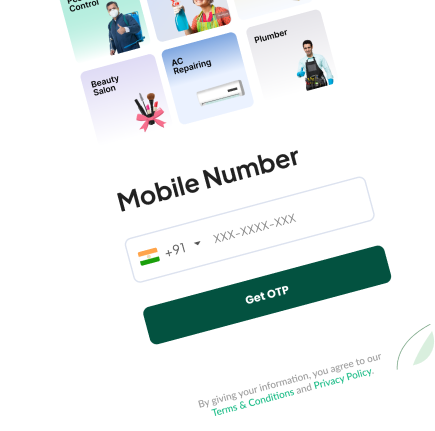 Control
AC
Repairing
Plumber
Beauty
Salon
Mobile Number
+91
XXX-XXXX-XXX
Get OTP
By giving your information, you agree to our
Terms & Conditions and Privacy Policy.